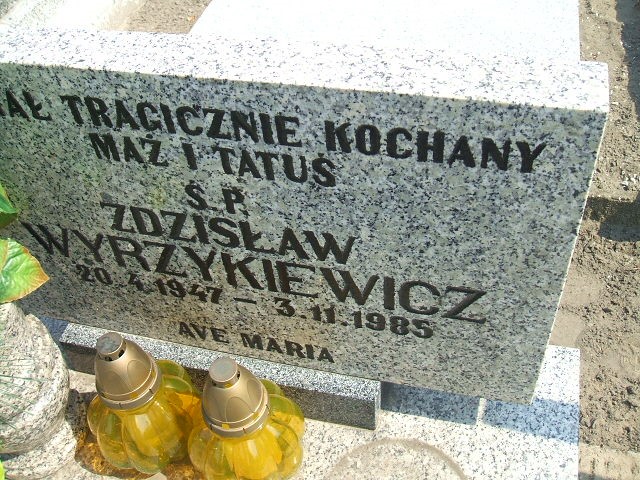 TRAGICZNIE KOCHANY
MĄŻ I TATUŚ
Ś.P.
ZDZISŁAW
WYRZYKIEWICZ
20.4.1947 – 3.11.1985
AVE MARIA